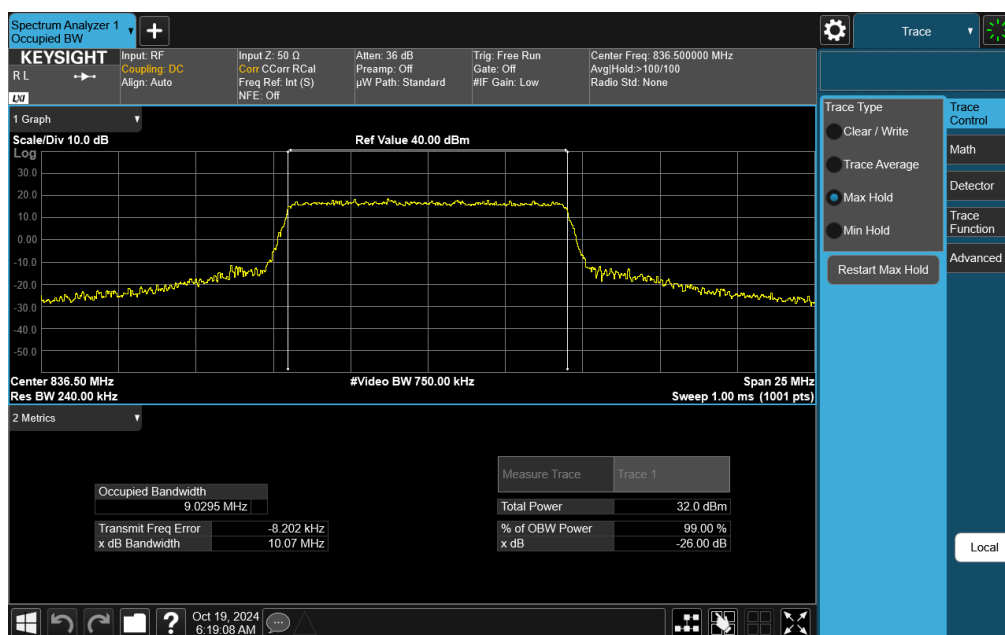 Spectrum Analyzer 1
Occupied BW
Trace
KEYSIGHT
R L
LXI
Input: RF
Coupling: DC
Align: Auto
Input Z: 50 Ω
Corr CCorr RCal
Freq Ref: Int (S)
NFE: Off
Atten: 36 dB
Preamp: Off
µW Path: Standard
Trig: Free Run
Gate: Off
#IF Gain: Low
Center Freq: 836.500000 MHz
Avg|Hold:>100/100
Radio Std: None
1 Graph
Scale/Div 10.0 dB
Ref Value 40.00 dBm
Log
30.0
20.0
10.0
0.00
-10.0
-20.0
-30.0
-40.0
-50.0
Center 836.50 MHz
#Video BW 750.00 kHz
Span 25 MHz
Res BW 240.00 kHz
Sweep 1.00 ms (1001 pts)
2 Metrics
Occupied Bandwidth
9.0295 MHz
Transmit Freq Error -8.202 kHz
x dB Bandwidth 10.07 MHz
Measure Trace Trace 1
Total Power 32.0 dBm
% of OBW Power 99.00 %
x dB -26.00 dB
Trace Type
Clear / Write
Trace Average
Max Hold
Min Hold
Restart Max Hold
Trace
Control
Math
Detector
Trace
Function
Advanced
Local
?
Oct 19, 2024
6:19:08 AM